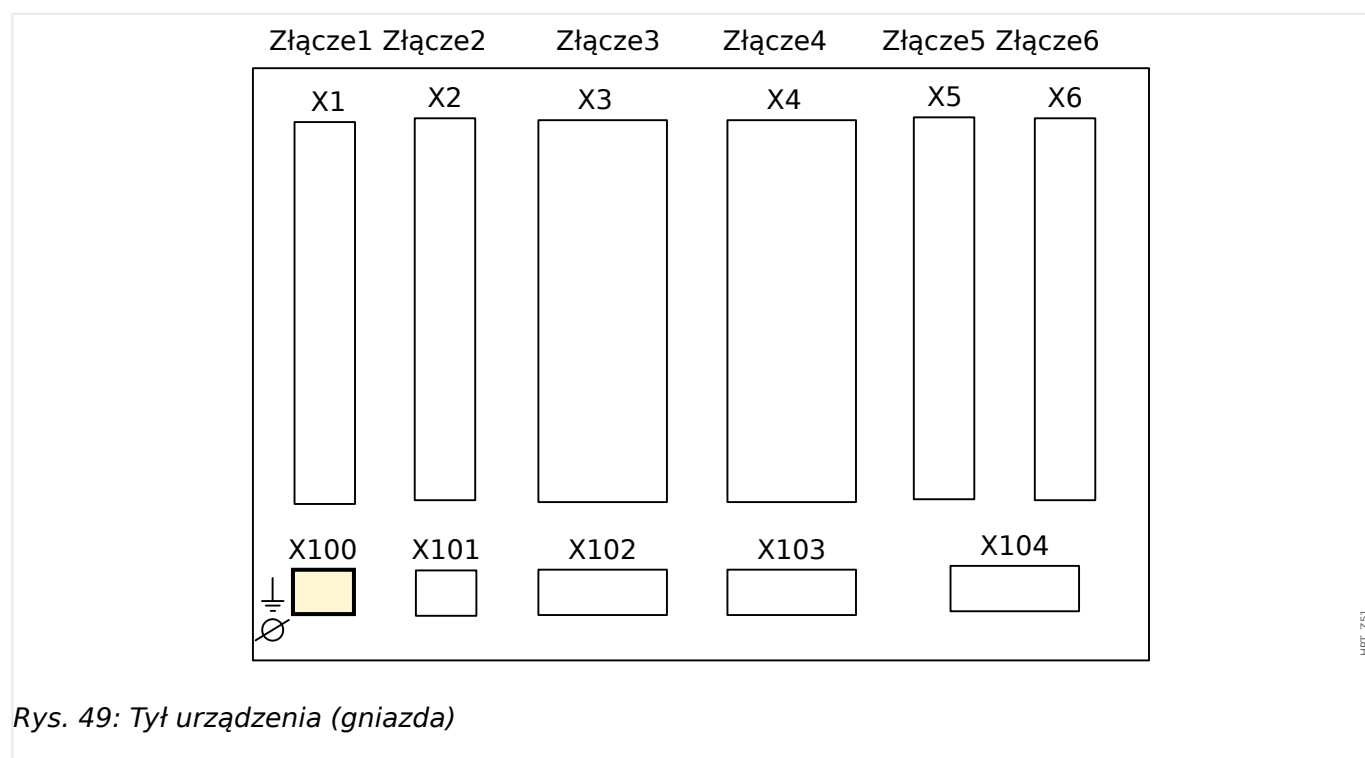 Złącze1 Złącze2 Złącze3 Złącze4 Złącze5 Złącze6
X1 X2 X3 X4 X5 X6
X100 X101 X102 X103 X104
Rys. 49: Tył urządzenia (gniazda)